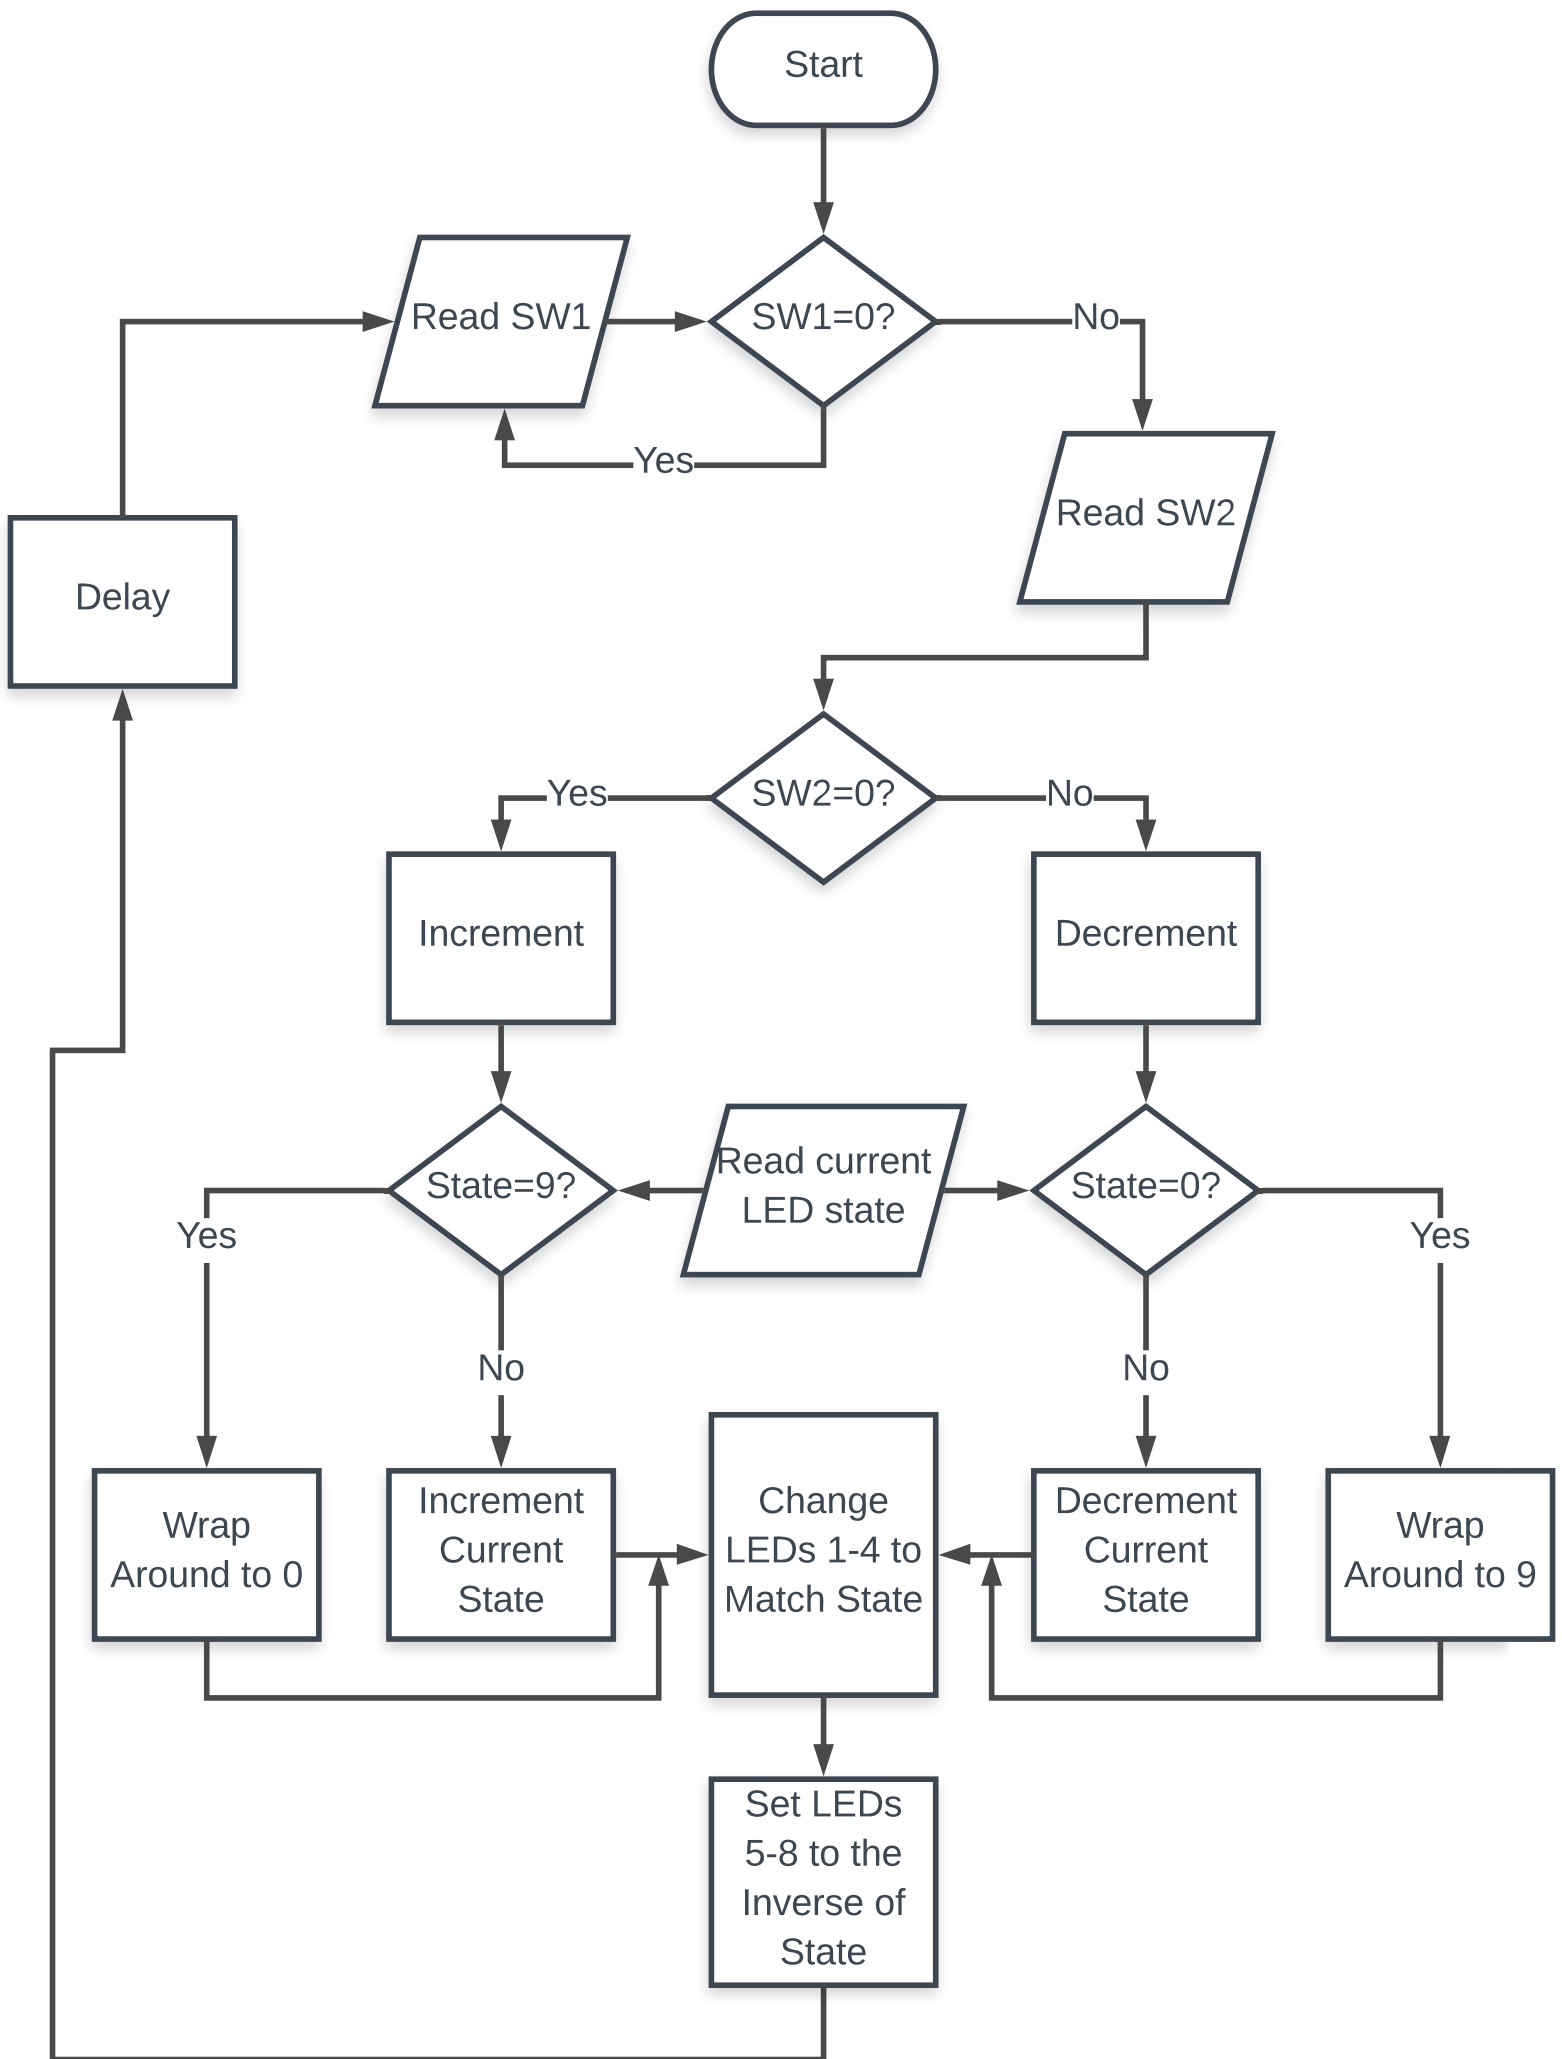 Start
Read SW1
SW1=0?
No
Yes
Read SW2
Delay
Yes
SW2=0?
No
Increment
Decrement
State=9?
Read current
LED state
State=0?
Yes
Yes
No
No
Wrap
Around to 0
Increment
Current
State
Change
LEDs 1-4 to
Match State
Decrement
Current
State
Wrap
Around to 9
Set LEDs
5-8 to the
Inverse of
State